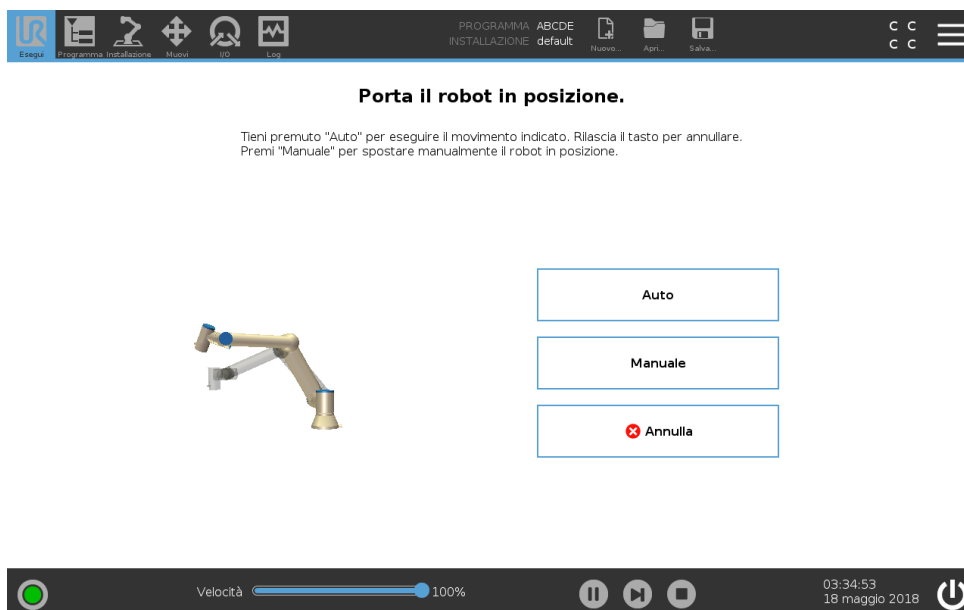 UR
Esegui
Programma
Installazione
Muovi
I/O
Log
PROGRAMMA ABCDE
INSTALLAZIONE default
Nuovo...
Apri...
Salva...
C C
C C
Porta il robot in posizione.
Tieni premuto "Auto" per eseguire il movimento indicato. Rilascia il tasto per annullare.
Premi "Manuale" per spostare manualmente il robot in posizione.
Auto
Manuale
Annulla
Velocità 100%
03:34:53
18 maggio 2018